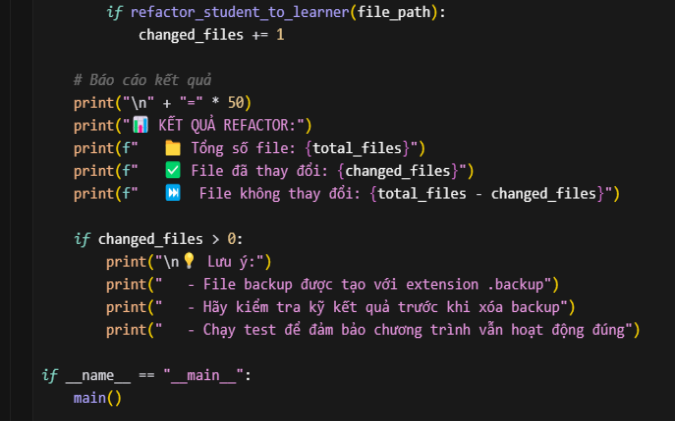 if refactor_student_to_learner(file_path):
changed_files += 1
# Báo cáo kết quả
print("\n" + "=" * 50)
print("📊 KẾT QUẢ REFACTOR:")
print(f"   📁 Tổng số file: {total_files}")
print(f"   ✅ File đã thay đổi: {changed_files}")
print(f"   ⏭️  File không thay đổi: {total_files - changed_files}")
if changed_files > 0:
print("\n💡 Lưu ý:")
print("   - File backup được tạo với extension .backup")
print("   - Hãy kiểm tra kỹ kết quả trước khi xóa backup")
print("   - Chạy test để đảm bảo chương trình vẫn hoạt động đúng")
if __name__ == "__main__":
main()